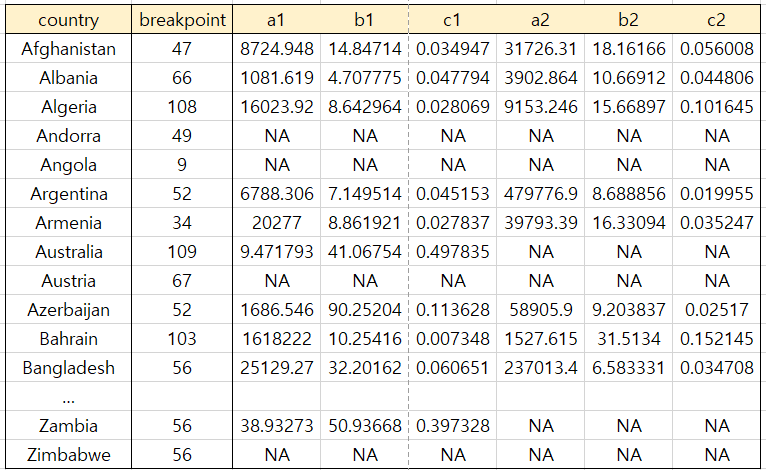 country breakpoint a1 b1 c1 a2 b2 c2
Afghanistan 47 8724.948 14.84714 0.034947 31726.31 18.16166 0.056008
Albania 66 1081.619 4.707775 0.047794 3902.864 10.66912 0.044806
Algeria 108 16023.92 8.642964 0.028069 9153.246 15.66897 0.101645
Andorra 49 NA NA NA NA NA NA
Angola 9 NA NA NA NA NA NA
Argentina 52 6788.306 7.149514 0.045153 479776.9 8.688856 0.019955
Armenia 34 20277 8.861921 0.027837 39793.39 16.33094 0.035247
Australia 109 9.471793 41.06754 0.497835 NA NA NA
Austria 67 NA NA NA NA NA NA
Azerbaijan 52 1686.546 90.25204 0.113628 58905.9 9.203837 0.02517
Bahrain 103 1618222 10.25416 0.007348 1527.615 31.5134 0.152145
Bangladesh 56 25129.27 32.20162 0.060651 237013.4 6.583331 0.034708
...
Zambia 56 38.93273 50.93668 0.397328 NA NA NA
Zimbabwe 56 NA NA NA NA NA NA